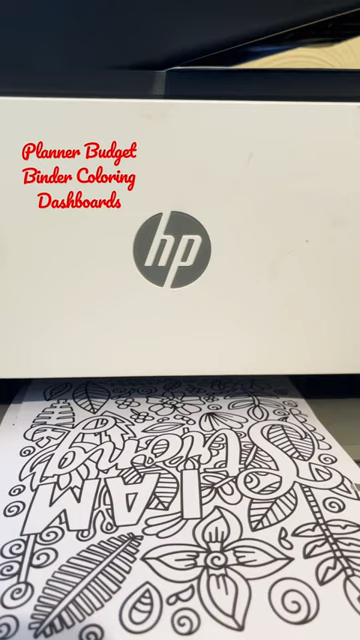 Planner Budget
Binder Coloring
Dashboards
hp
I AM
Strong